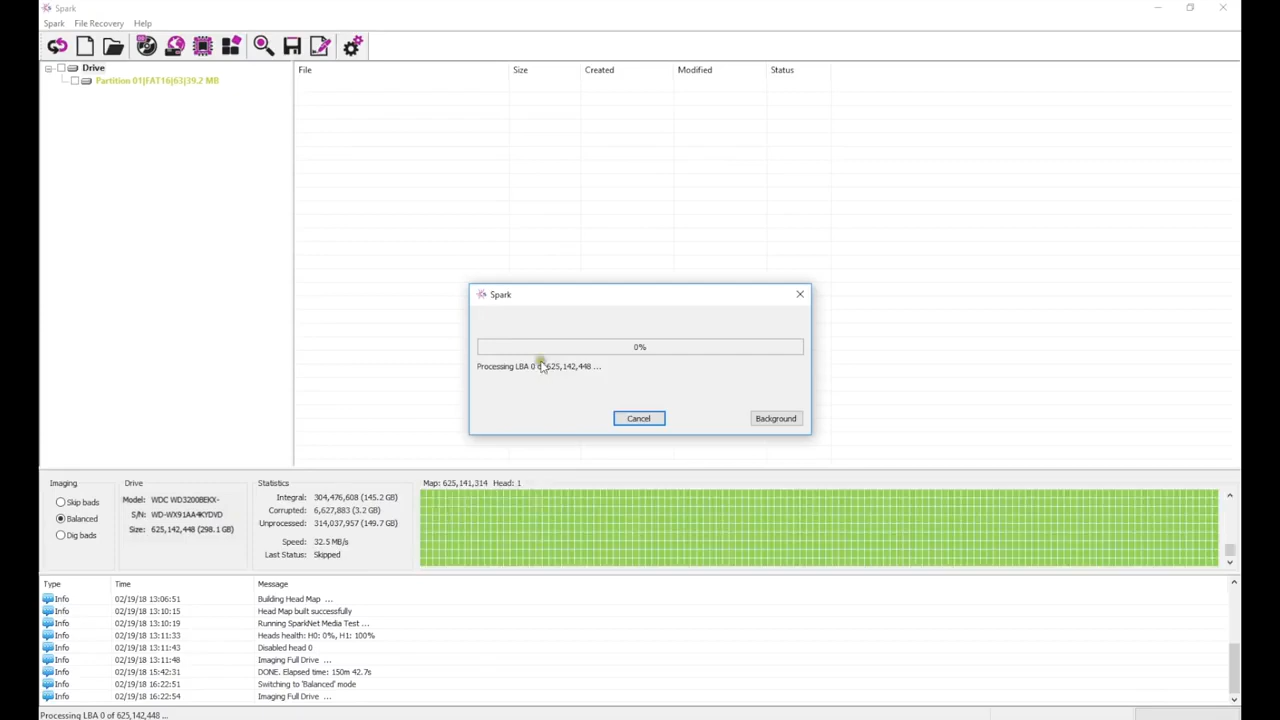 Spark
Spark File Recovery Help
Drive
Partition 01|FAT16|63|39,2 MB
File Size Created Modified Status
Spark
0%
Processing LBA 0 of 625,142,448 ...
Cancel Background
Imaging
Skip bads
Balanced
Dig bads
Drive
Model: WDC WD3200BEKX-
S/N: WD-WX91AA4KYDVD
Size: 625,142,448 (298.1 GB)
Statistics
Integral: 304,476,608 (145.2 GB)
Corrupted: 6,627,883 (3.2 GB)
Unprocessed: 314,037,957 (149.7 GB)
Speed: 32.5 MB/s
Last Status: Skipped
Map: 625,141,314 Head: 1
Type Time Message
Info 02/19/18 13:06:51 Building Head Map ...
Info 02/19/18 13:10:15 Head Map built successfully
Info 02/19/18 13:10:19 Running SparkNet Media Test ...
Info 02/19/18 13:11:33 Heads health: H0: 0%, H1: 100%
Info 02/19/18 13:11:43 Disabled head 0
Info 02/19/18 13:11:48 Imaging Full Drive ...
Info 02/19/18 15:42:31 DONE. Elapsed time: 150m 42.7s
Info 02/19/18 16:22:51 Switching to 'Balanced' mode
Info 02/19/18 16:22:54 Imaging Full Drive ...
Processing LBA 0 of 625,142,448 ...